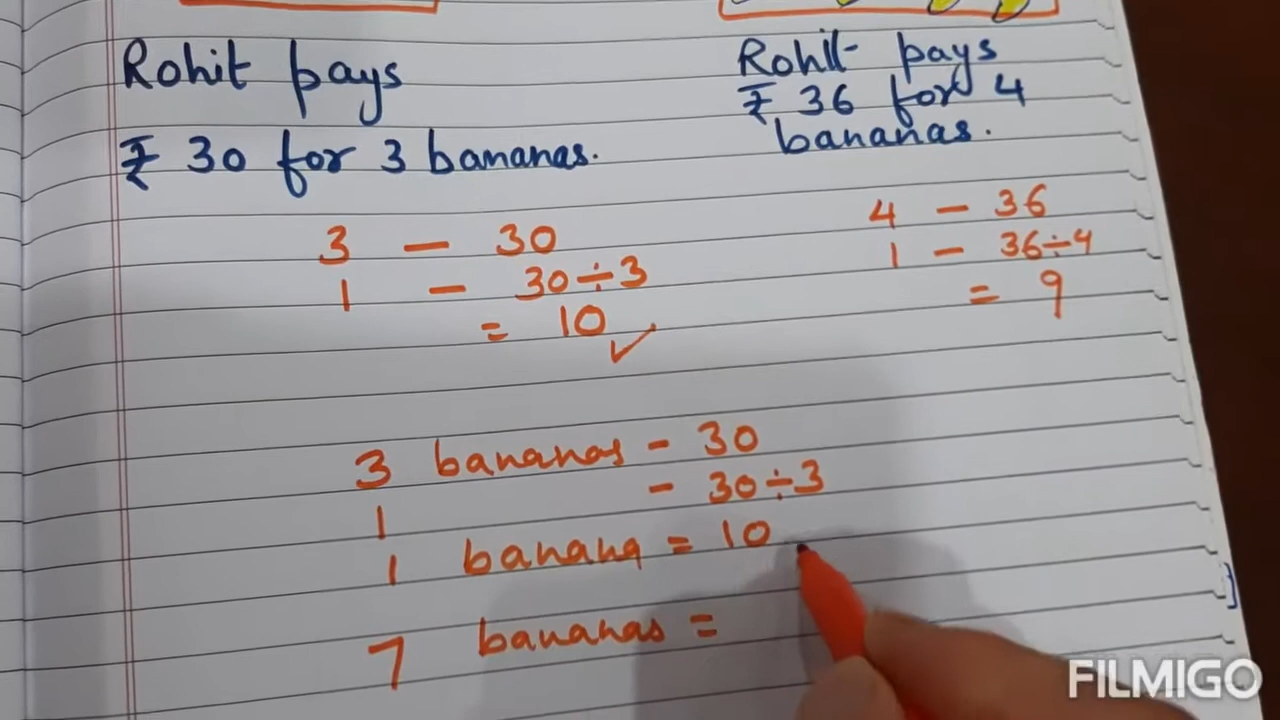 Rohit pays
₹ 30 for 3 bananas.
3 — 30
1 — 30÷3
= 10 ✓
Rohit pays
₹ 36 for 4
bananas.
4 — 36
1 — 36÷4
= 9
3 bananas - 30
1 - 30÷3
1 banana = 10
7 bananas =
FILMIGO